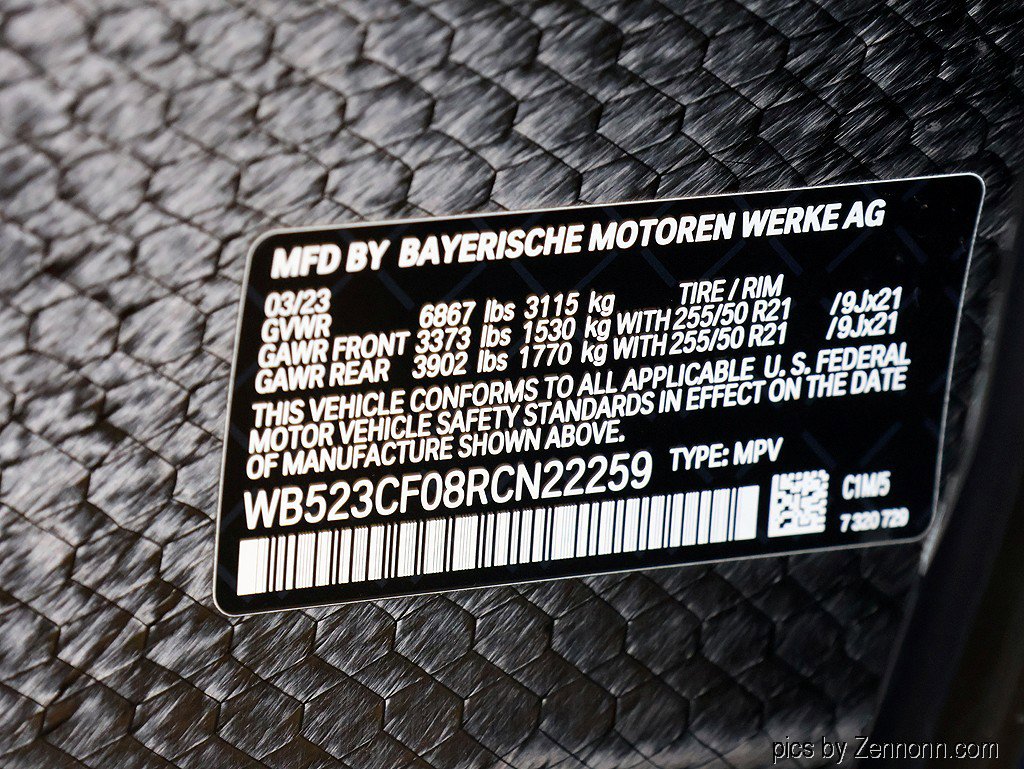 MFD BY BAYERISCHE MOTOREN WERKE AG
03/23 TIRE / RIM
GVWR 6867 lbs 3115 kg
GAWR FRONT 3373 lbs 1530 kg WITH 255/50 R21 /9Jx21
GAWR REAR 3902 lbs 1770 kg WITH 255/50 R21 /9Jx21
THIS VEHICLE CONFORMS TO ALL APPLICABLE U. S. FEDERAL
MOTOR VEHICLE SAFETY STANDARDS IN EFFECT ON THE DATE
OF MANUFACTURE SHOWN ABOVE.
WB523CF08RCN22259 TYPE: MPV
C1M/5
7 320 729
pics by Zennonn.com